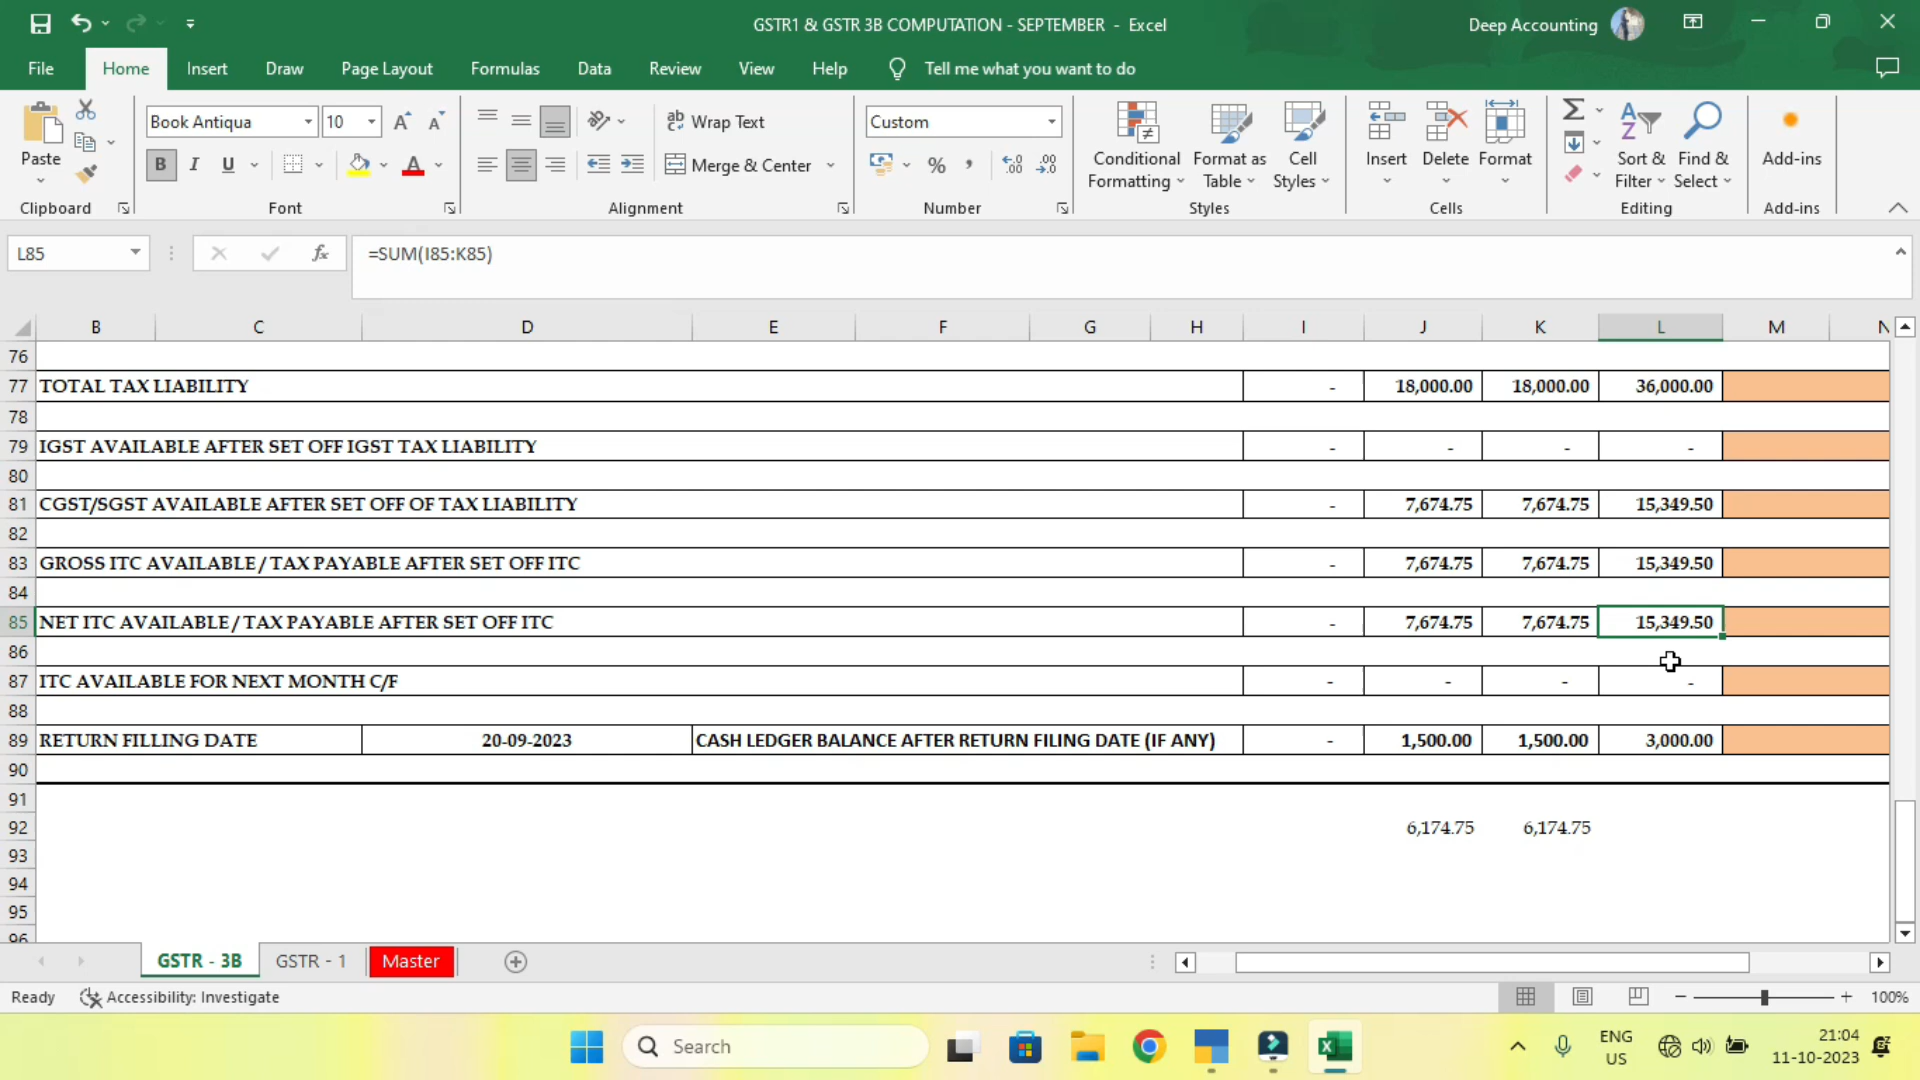 GSTR1 & GSTR 3B COMPUTATION - SEPTEMBER - Excel
Deep Accounting
File Home Insert Draw Page Layout Formulas Data Review View Help Tell me what you want to do
Paste
Clipboard
Book Antiqua 10
B I U
Font
Wrap Text
Merge & Center
Alignment
Custom
Number
Conditional Formatting
Format as Table
Cell Styles
Styles
Insert Delete Format
Cells
Sort & Filter
Find & Select
Editing
Add-ins
Add-ins
L85 fx =SUM(I85:K85)
B C D E F G H I J K L M N
76
77 TOTAL TAX LIABILITY - 18,000.00 18,000.00 36,000.00
78
79 IGST AVAILABLE AFTER SET OFF IGST TAX LIABILITY - - - -
80
81 CGST/SGST AVAILABLE AFTER SET OFF OF TAX LIABILITY - 7,674.75 7,674.75 15,349.50
82
83 GROSS ITC AVAILABLE / TAX PAYABLE AFTER SET OFF ITC - 7,674.75 7,674.75 15,349.50
84
85 NET ITC AVAILABLE / TAX PAYABLE AFTER SET OFF ITC - 7,674.75 7,674.75 15,349.50
86
87 ITC AVAILABLE FOR NEXT MONTH C/F - - - -
88
89 RETURN FILLING DATE 20-09-2023 CASH LEDGER BALANCE AFTER RETURN FILING DATE (IF ANY) - 1,500.00 1,500.00 3,000.00
90
91
92 6,174.75 6,174.75
93
94
95
96
GSTR - 3B GSTR - 1 Master
Ready Accessibility: Investigate 100%
Search
ENG US
21:04
11-10-2023